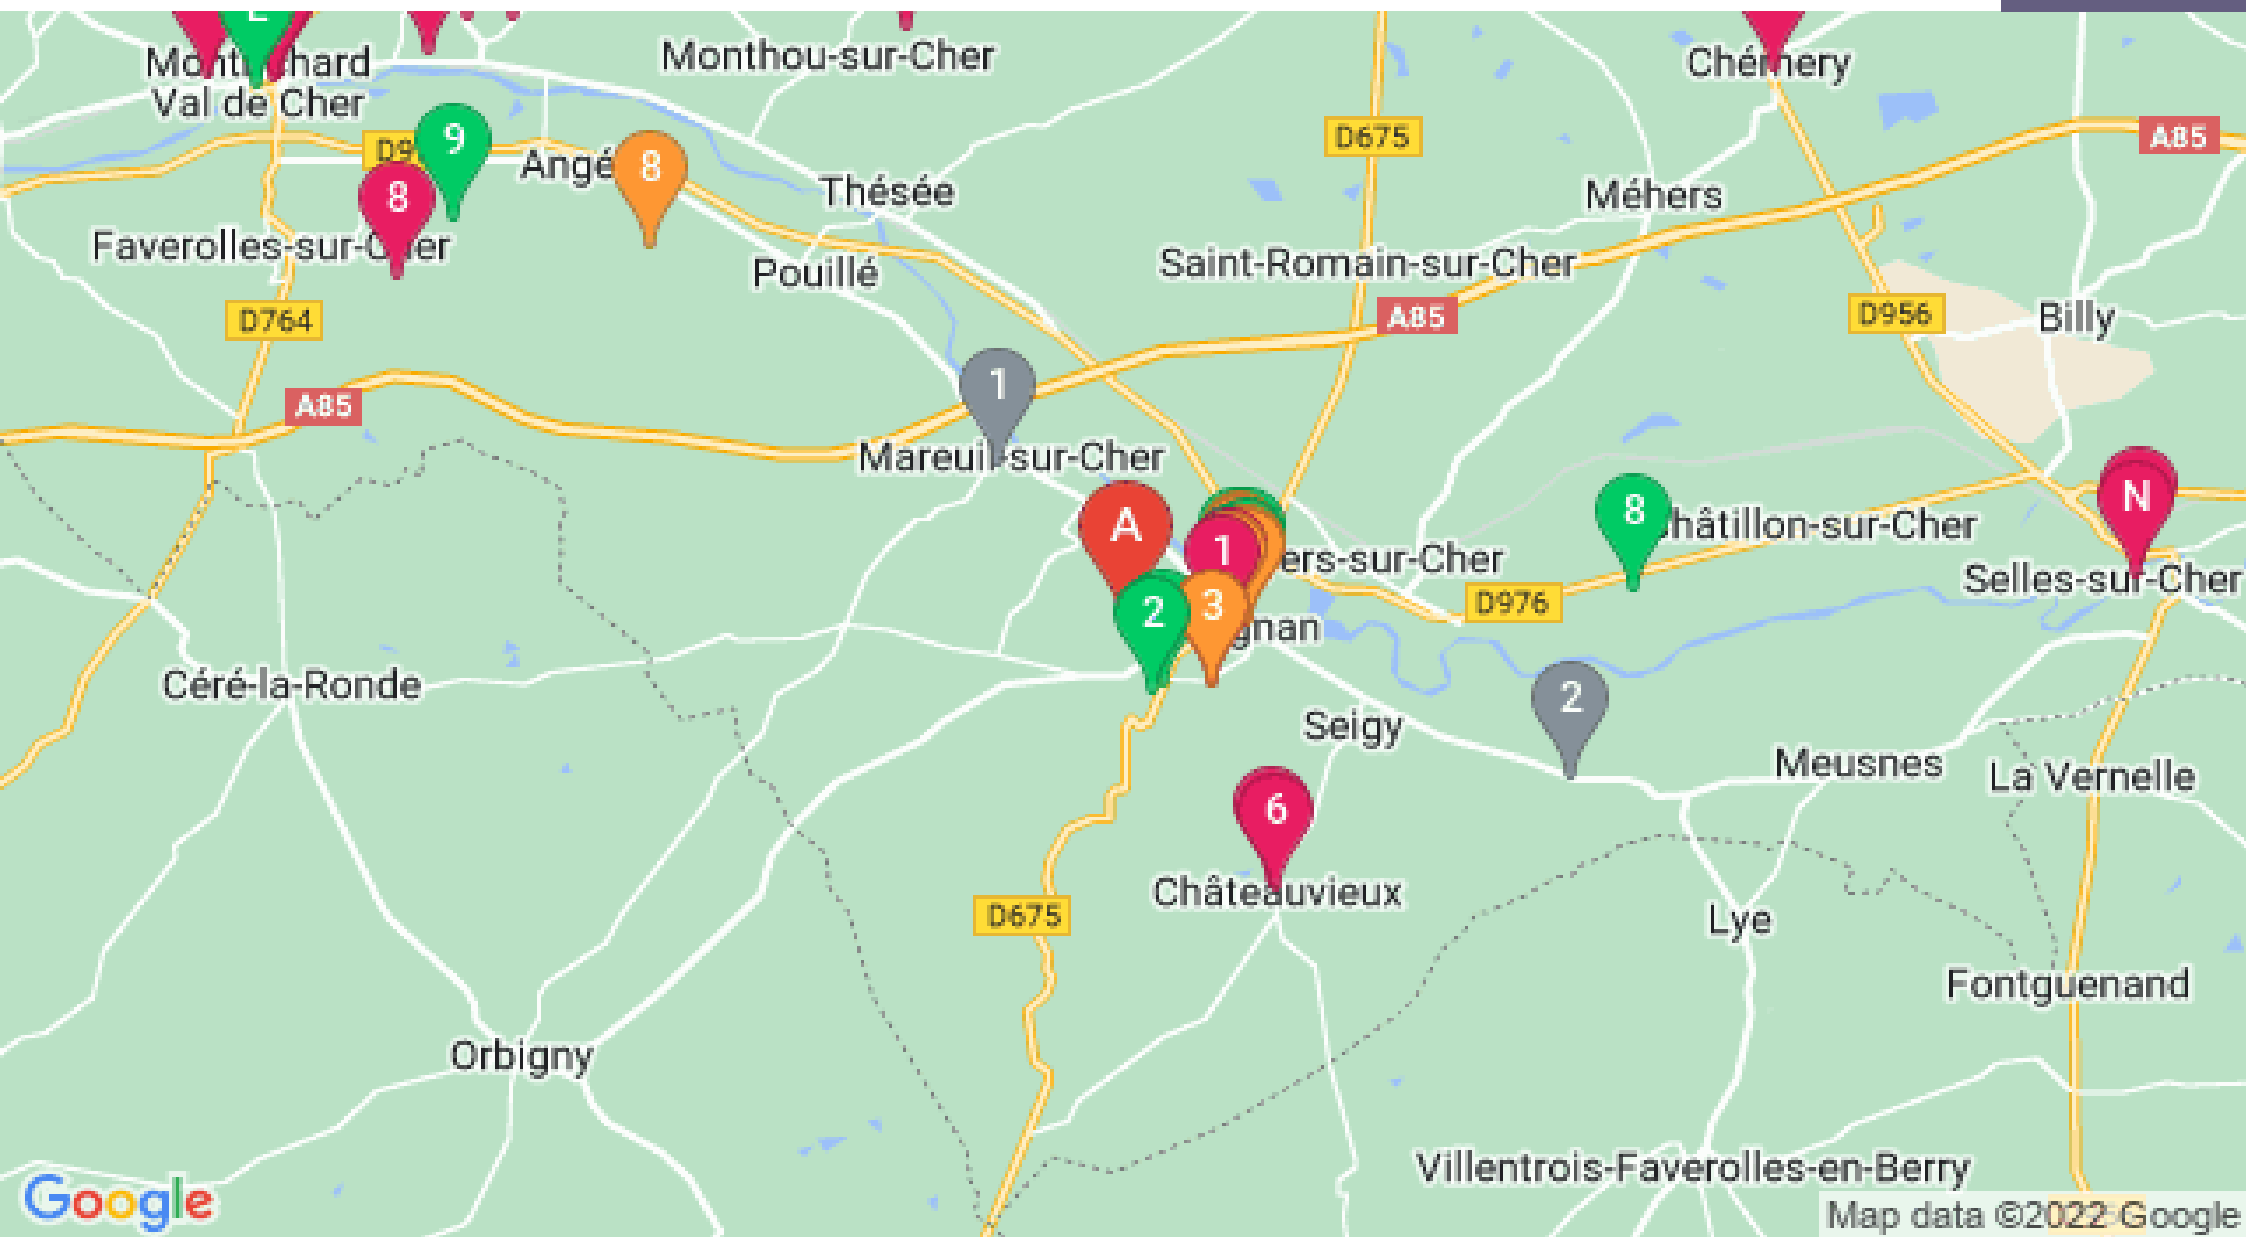 Monthou-sur-Cher
Chémery
Val de Cher
D675
A85
9
8
Thésée
Méhers
8
Faverolles-sur-Cher
Pouillé
Saint-Romain-sur-Cher
D764
A85
D956
Billy
1
A85
Mareuil-sur-Cher
A
8
N
1
Selles-sur-Cher
2
3
D976
Céré-la-Ronde
2
Seigy
Meusnes
La Vernelle
6
Châteauvieux
D675
Lye
Fontguenand
Orbigny
Villentrois-Faverolles-en-Berry
Google
Map data ©2022 Google